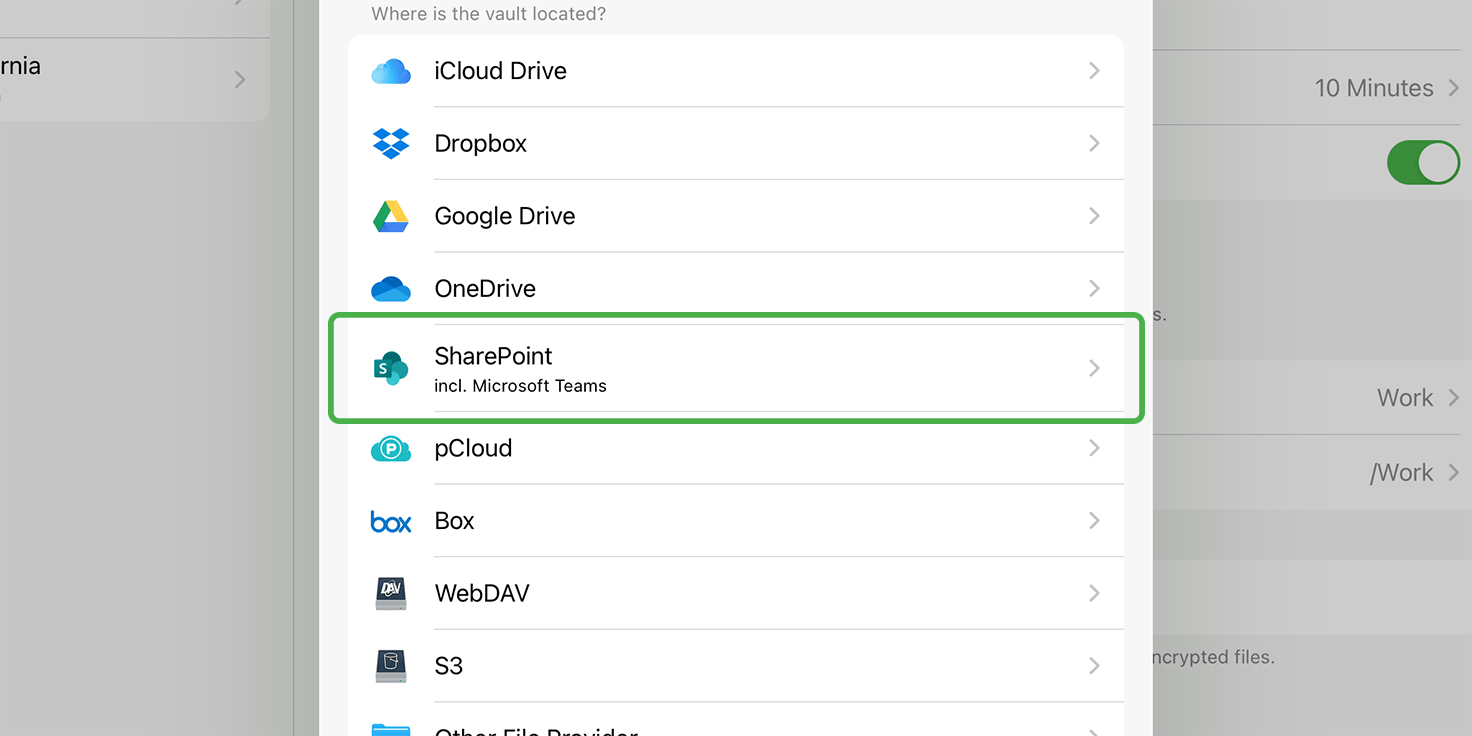 Where is the vault located?
rnia
iCloud Drive
10 Minutes
Dropbox
Google Drive
OneDrive
s.
SharePoint
S
incl. Microsoft Teams
Work
P
pCloud
/Work
box
Box
DAV
WebDAV
ncrypted files.
S3
Other File Provider